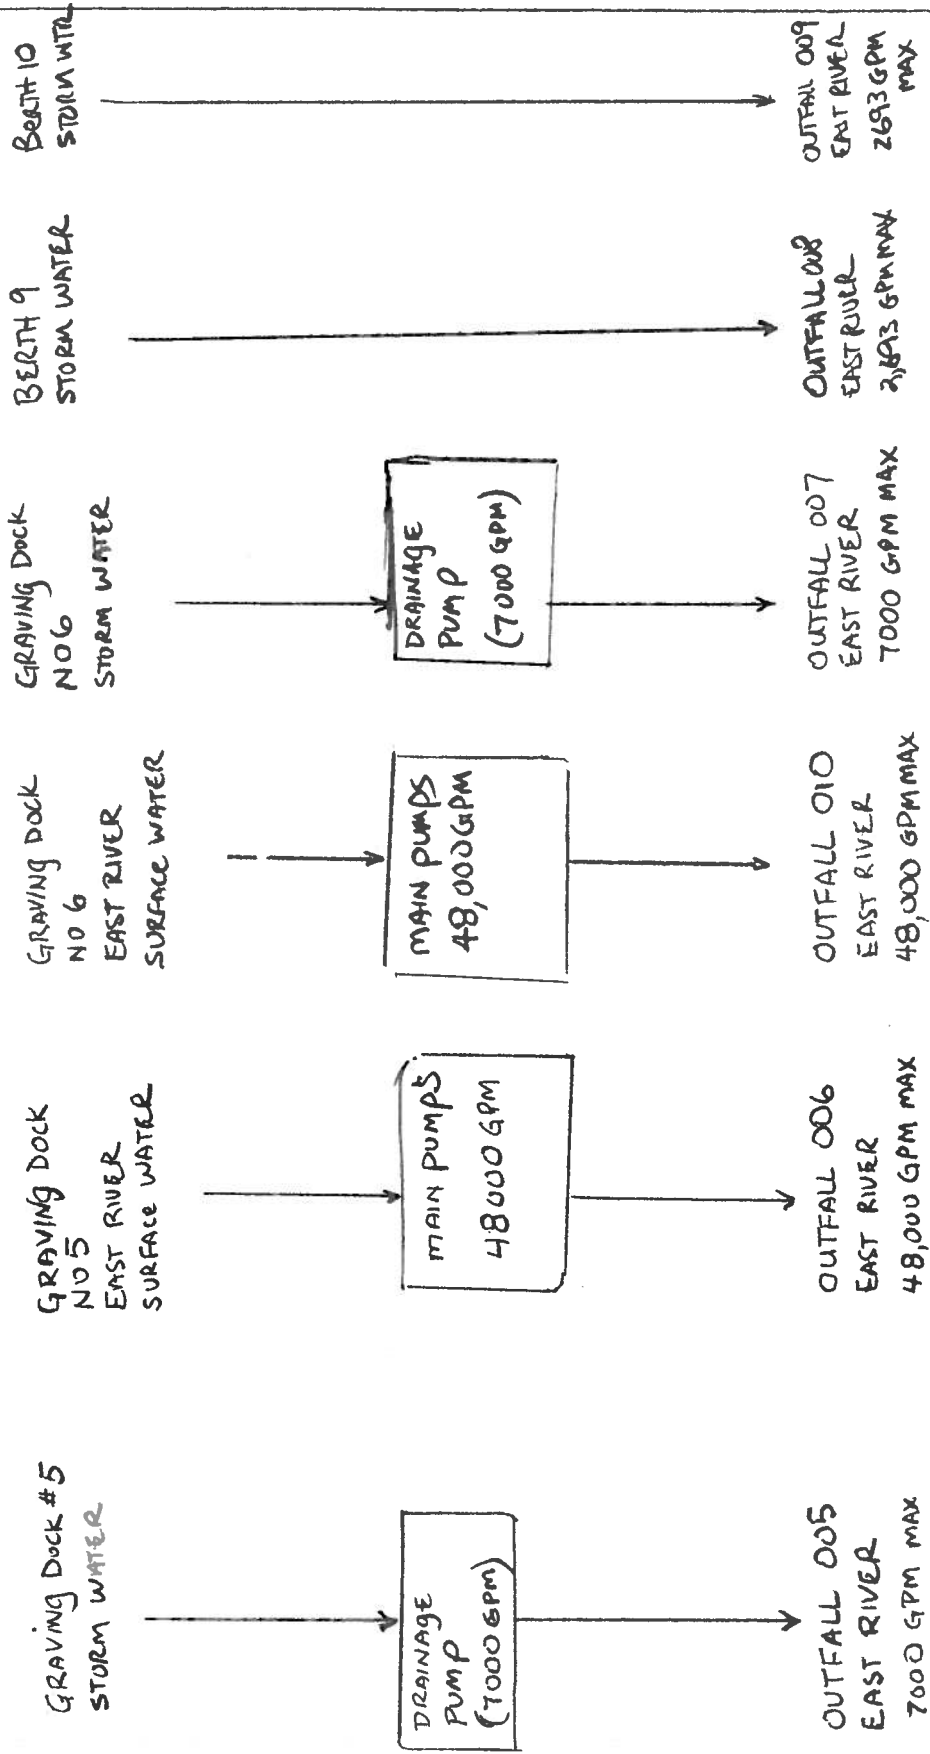 GRAVING DOCK #5
STORM WATER
DRAINAGE
PUMP
(7000 GPM)
OUTFALL 005
EAST RIVER
7000 GPM MAX
GRAVING DOCK
NO 5
EAST RIVER
SURFACE WATER
MAIN PUMPS
48000 GPM
OUTFALL 006
EAST RIVER
48,000 GPM MAX
GRAVING DOCK
NO 6
EAST RIVER
SURFACE WATER
MAIN PUMPS
48,000 GPM
OUTFALL 010
EAST RIVER
48,000 GPM MAX
GRAVING DOCK
NO 6
STORM WATER
DRAINAGE
PUMP
(7000 GPM)
OUTFALL 007
EAST RIVER
7000 GPM MAX
BERTH 9
STORM WATER
OUTFALL 008
EAST RIVER
2,693 GPM MAX
BERTH 10
STORM WTR
OUTFALL 009
EAST RIVER
2693 GPM
MAX